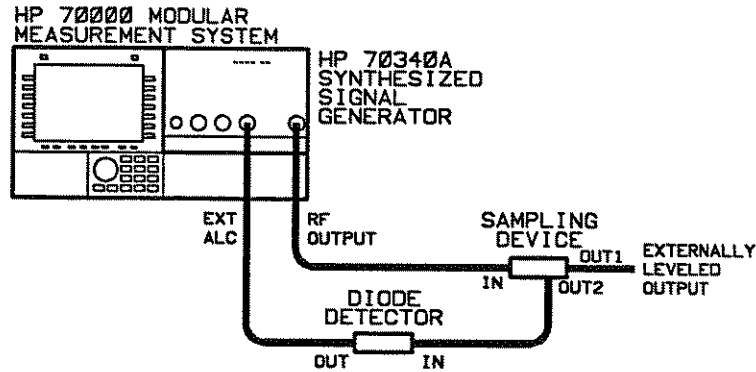 HP 70000 MODULAR
MEASUREMENT SYSTEM
HP 70340A
SYNTHESIZED
SIGNAL
GENERATOR
EXT
ALC
RF
OUTPUT
SAMPLING
DEVICE
IN
OUT1
OUT2
EXTERNALLY
LEVELED
OUTPUT
DIODE
DETECTOR
OUT
IN